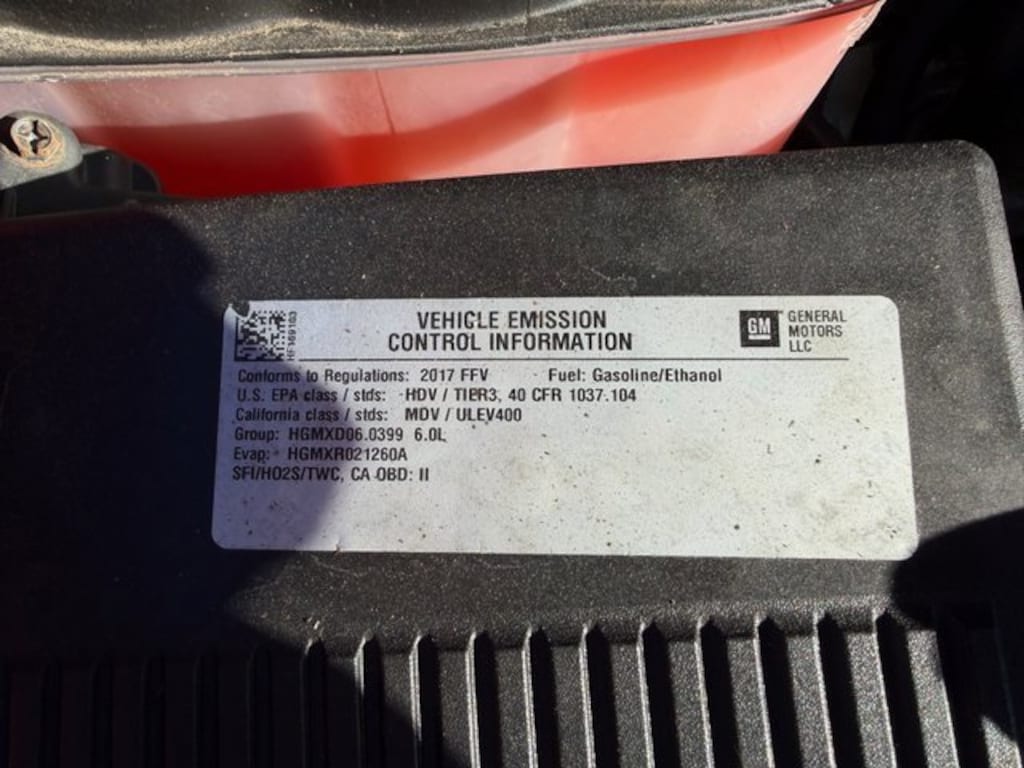 VEHICLE EMISSION
CONTROL INFORMATION
GM
GENERAL
MOTORS
LLC
HF169163
Conforms to Regulations: 2017 FFV Fuel: Gasoline/Ethanol
U.S. EPA class / stds: HDV / TIER3, 40 CFR 1037.104
California class / stds: MDV / ULEV400
Group: HGMXD06.0399 6.0L
Evap: HGMXR021260A
SFI/HO2S/TWC, CA OBD: II